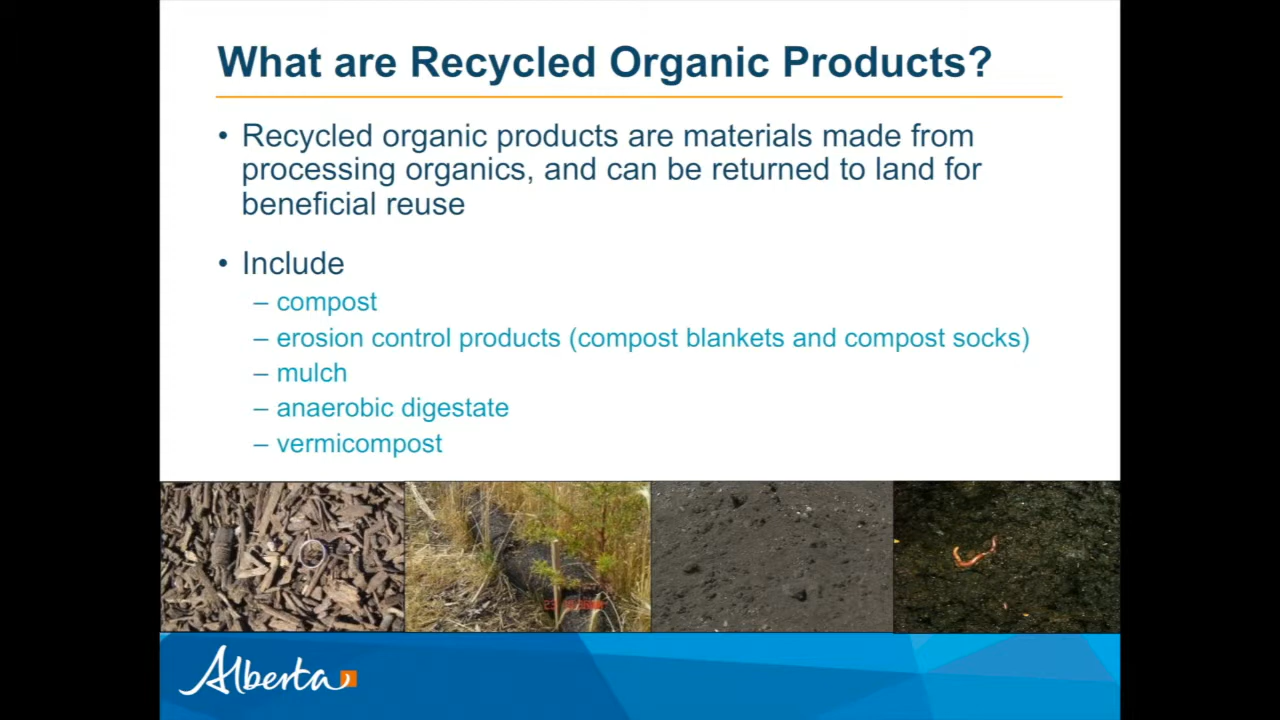 What are Recycled Organic Products?
• Recycled organic products are materials made from
processing organics, and can be returned to land for
beneficial reuse
• Include
– compost
– erosion control products (compost blankets and compost socks)
– mulch
– anaerobic digestate
– vermicompost
Alberta